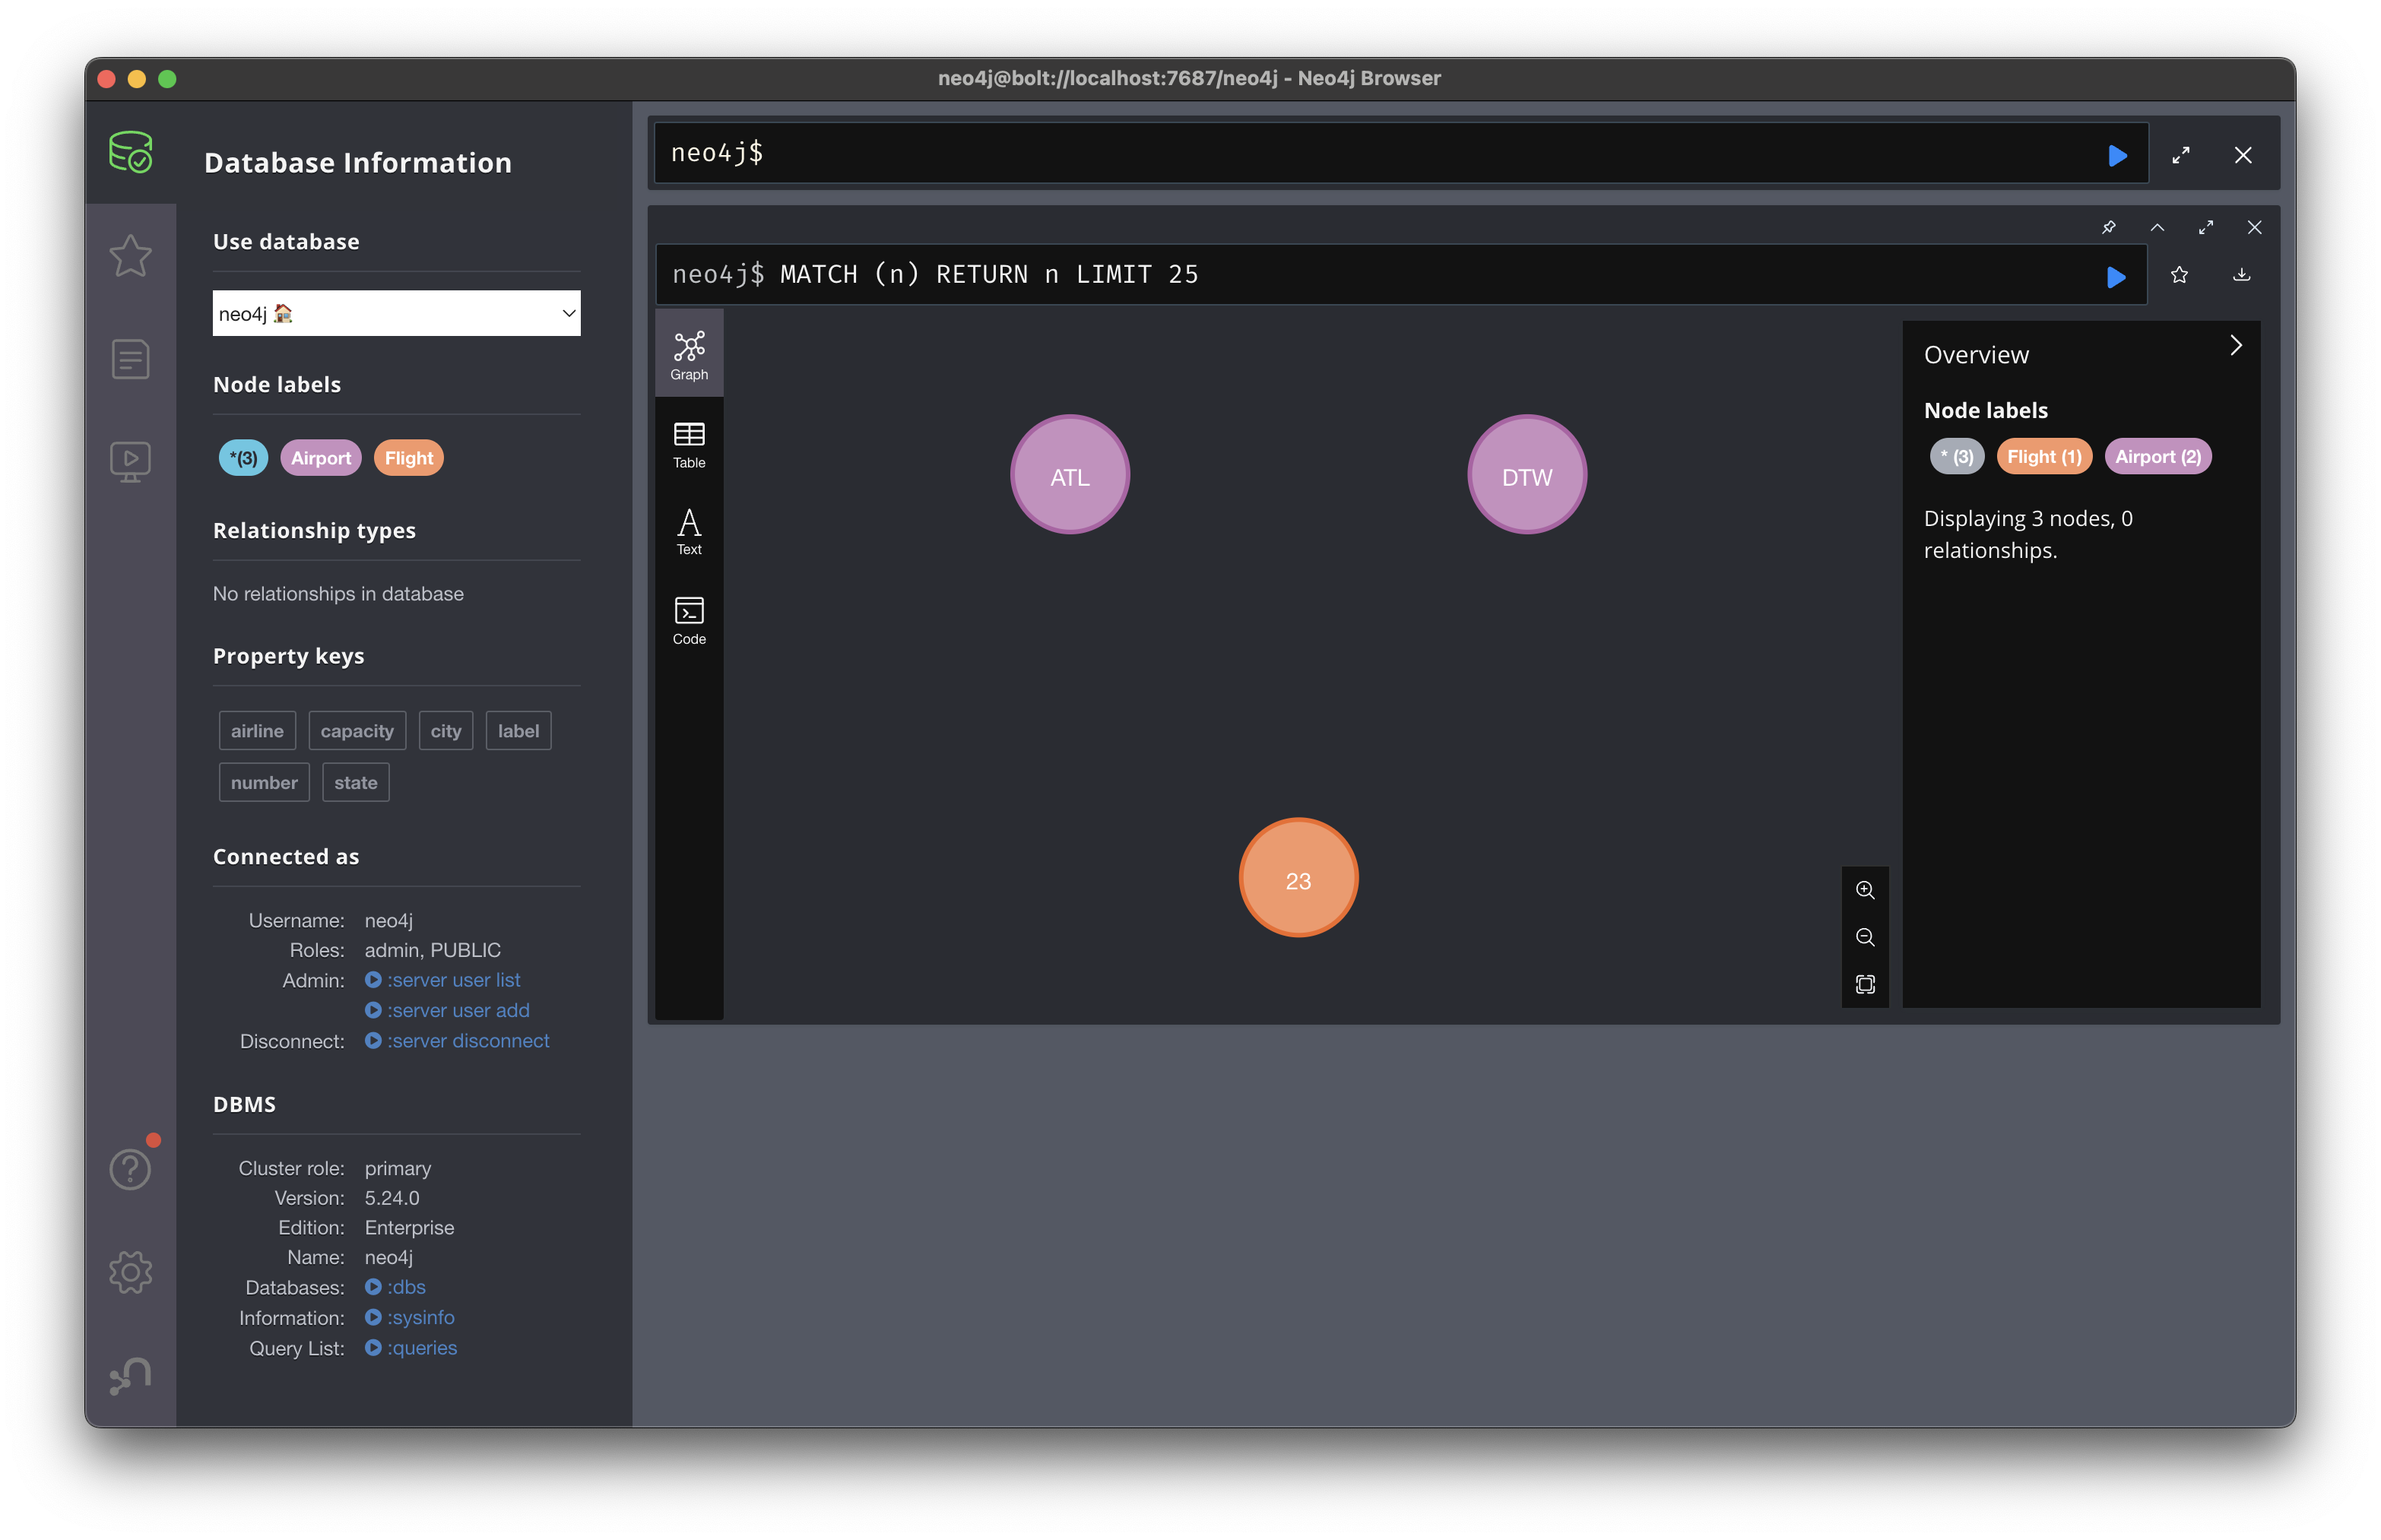 neo4j@bolt://localhost:7687/neo4j - Neo4j Browser
Database Information
Use database
neo4j
Node labels
*(3) Airport Flight
Relationship types
No relationships in database
Property keys
airline capacity city label
number state
Connected as
Username: neo4j
Roles: admin, PUBLIC
Admin: :server user list
:server user add
Disconnect: :server disconnect
DBMS
Cluster role: primary
Version: 5.24.0
Edition: Enterprise
Name: neo4j
Databases: :dbs
Information: :sysinfo
Query List: :queries
neo4j$
neo4j$ MATCH (n) RETURN n LIMIT 25
Graph
Table
Text
Code
ATL
DTW
23
Overview
Node labels
* (3) Flight (1) Airport (2)
Displaying 3 nodes, 0
relationships.